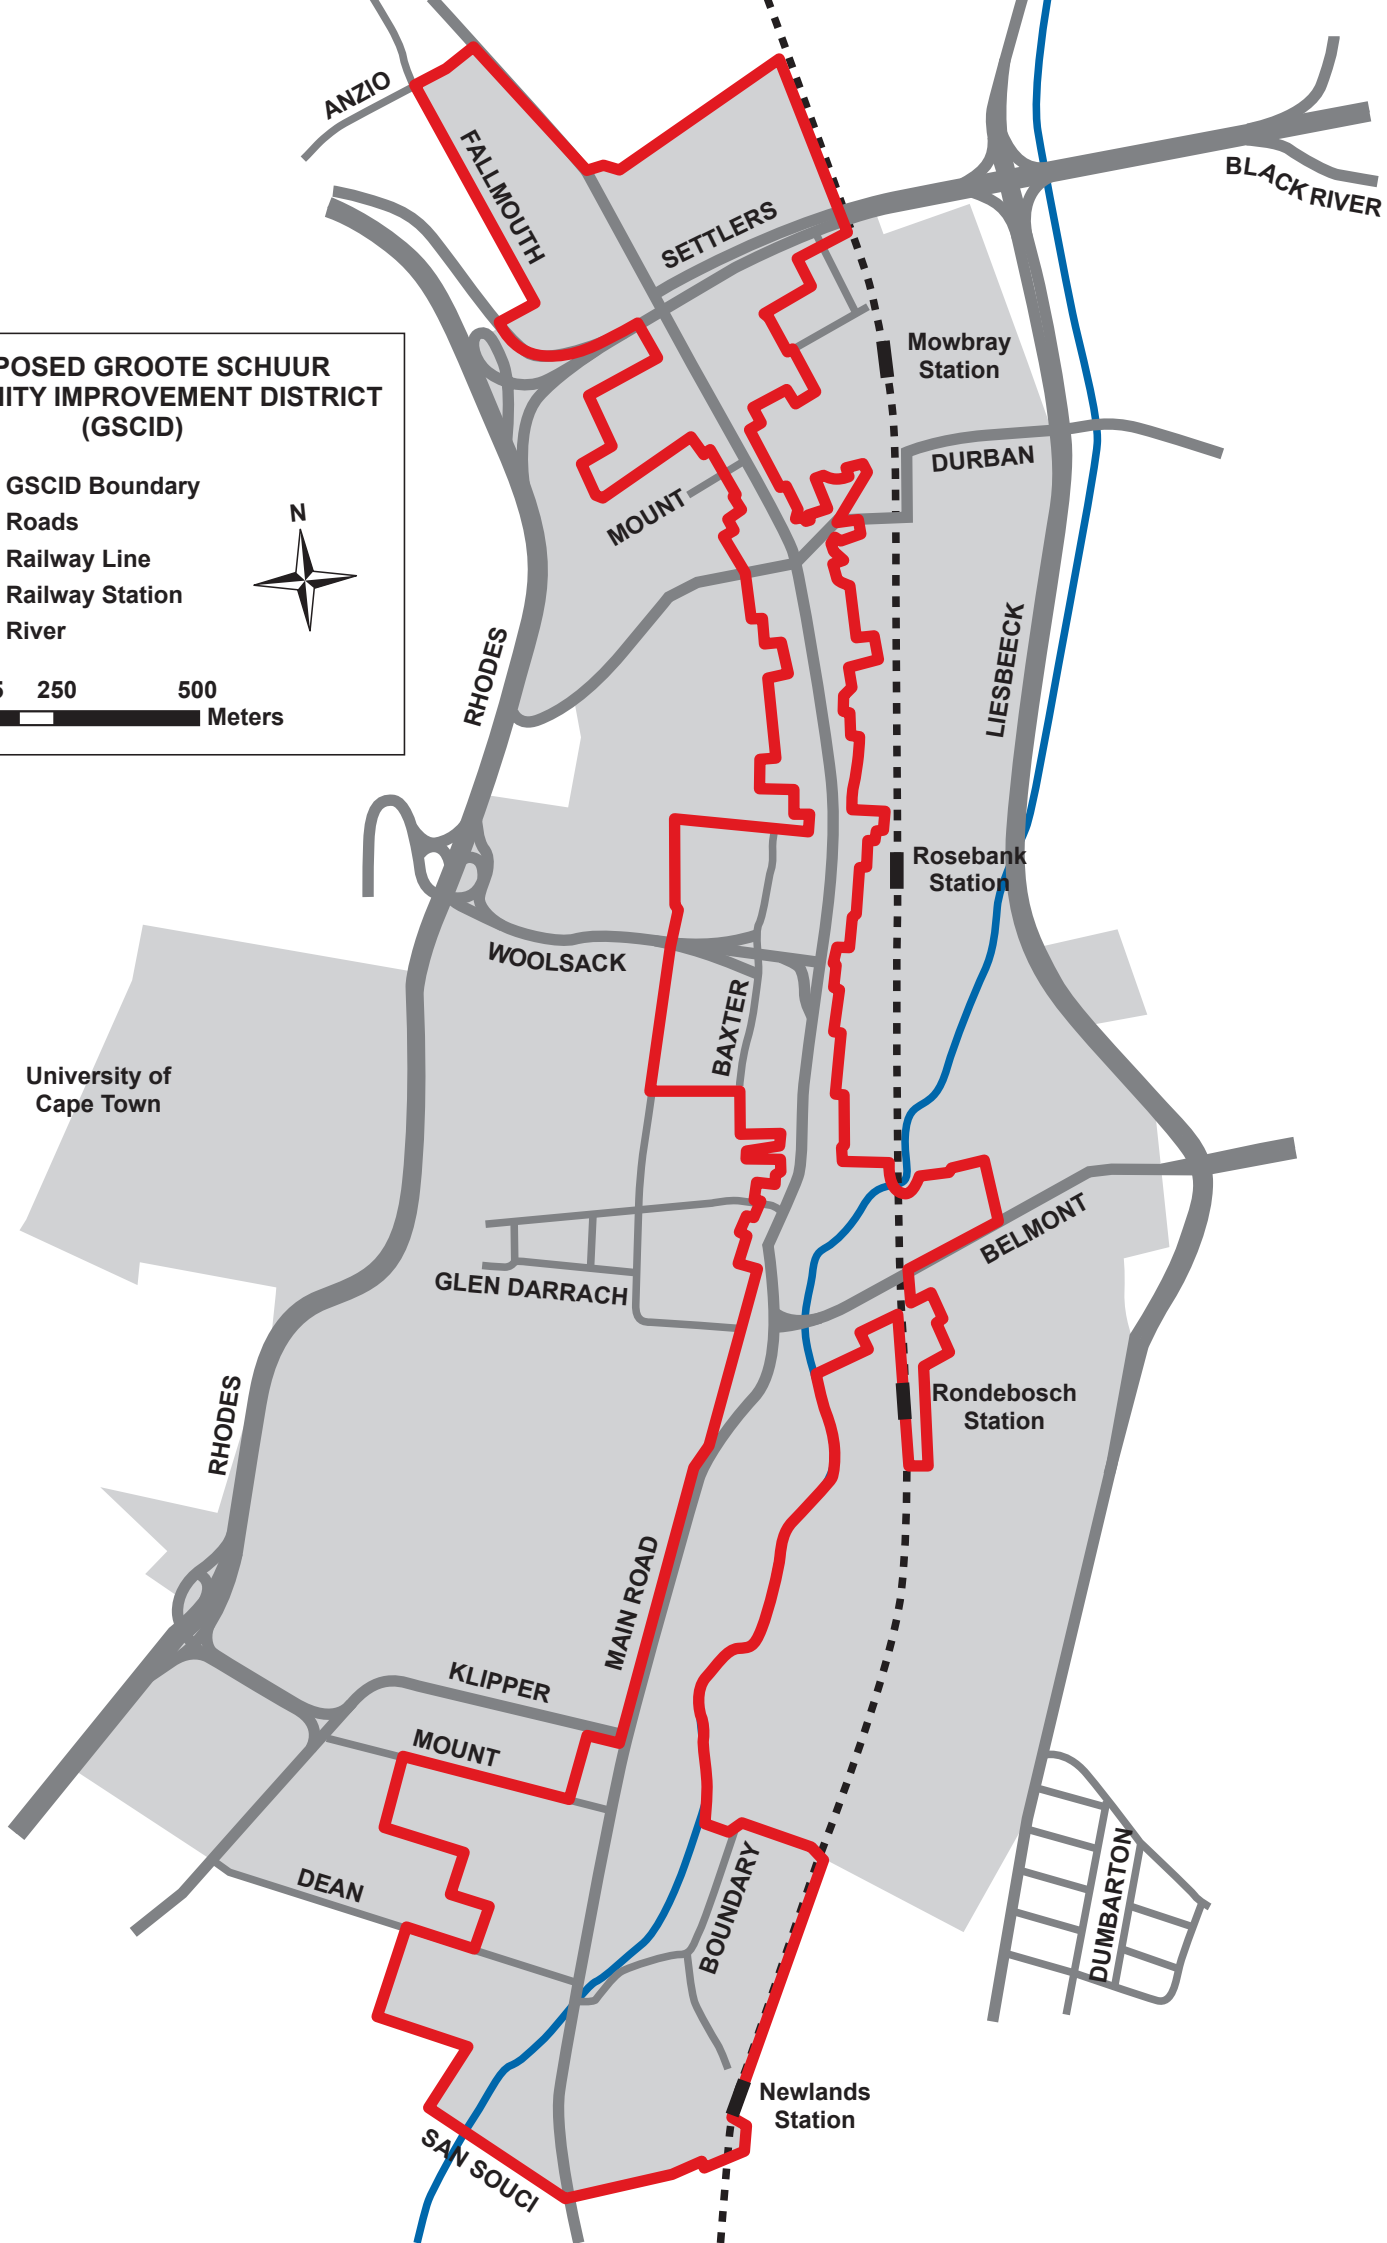 ANZIO
FALLMOUTH
SETTLERS
BLACK RIVER
POSED GROOTE SCHUUR
NITY IMPROVEMENT DISTRICT
(GSCID)
GSCID Boundary
Roads
Railway Line
Railway Station
River
N
250
500
Meters
Mowbray
Station
DURBAN
MOUNT
RHODES
LIESBEECK
Rosebank
Station
WOOLSACK
BAXTER
University of
Cape Town
BELMONT
GLEN DARRACH
RHODES
Rondebosch
Station
MAIN ROAD
KLIPPER
MOUNT
DEAN
BOUNDARY
DUMBARTON
Newlands
Station
SAN SOUCI